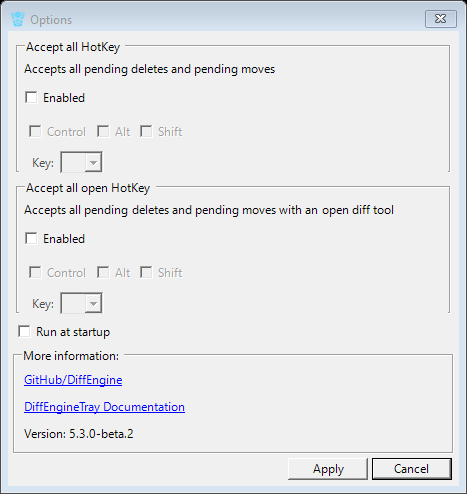 Options
Accept all HotKey
Accepts all pending deletes and pending moves
Enabled
Control Alt Shift
Key:
Accept all open HotKey
Accepts all pending deletes and pending moves with an open diff tool
Enabled
Control Alt Shift
Key:
Run at startup
More information:
GitHub/DiffEngine
DiffEngineTray Documentation
Version: 5.3.0-beta.2
Apply Cancel